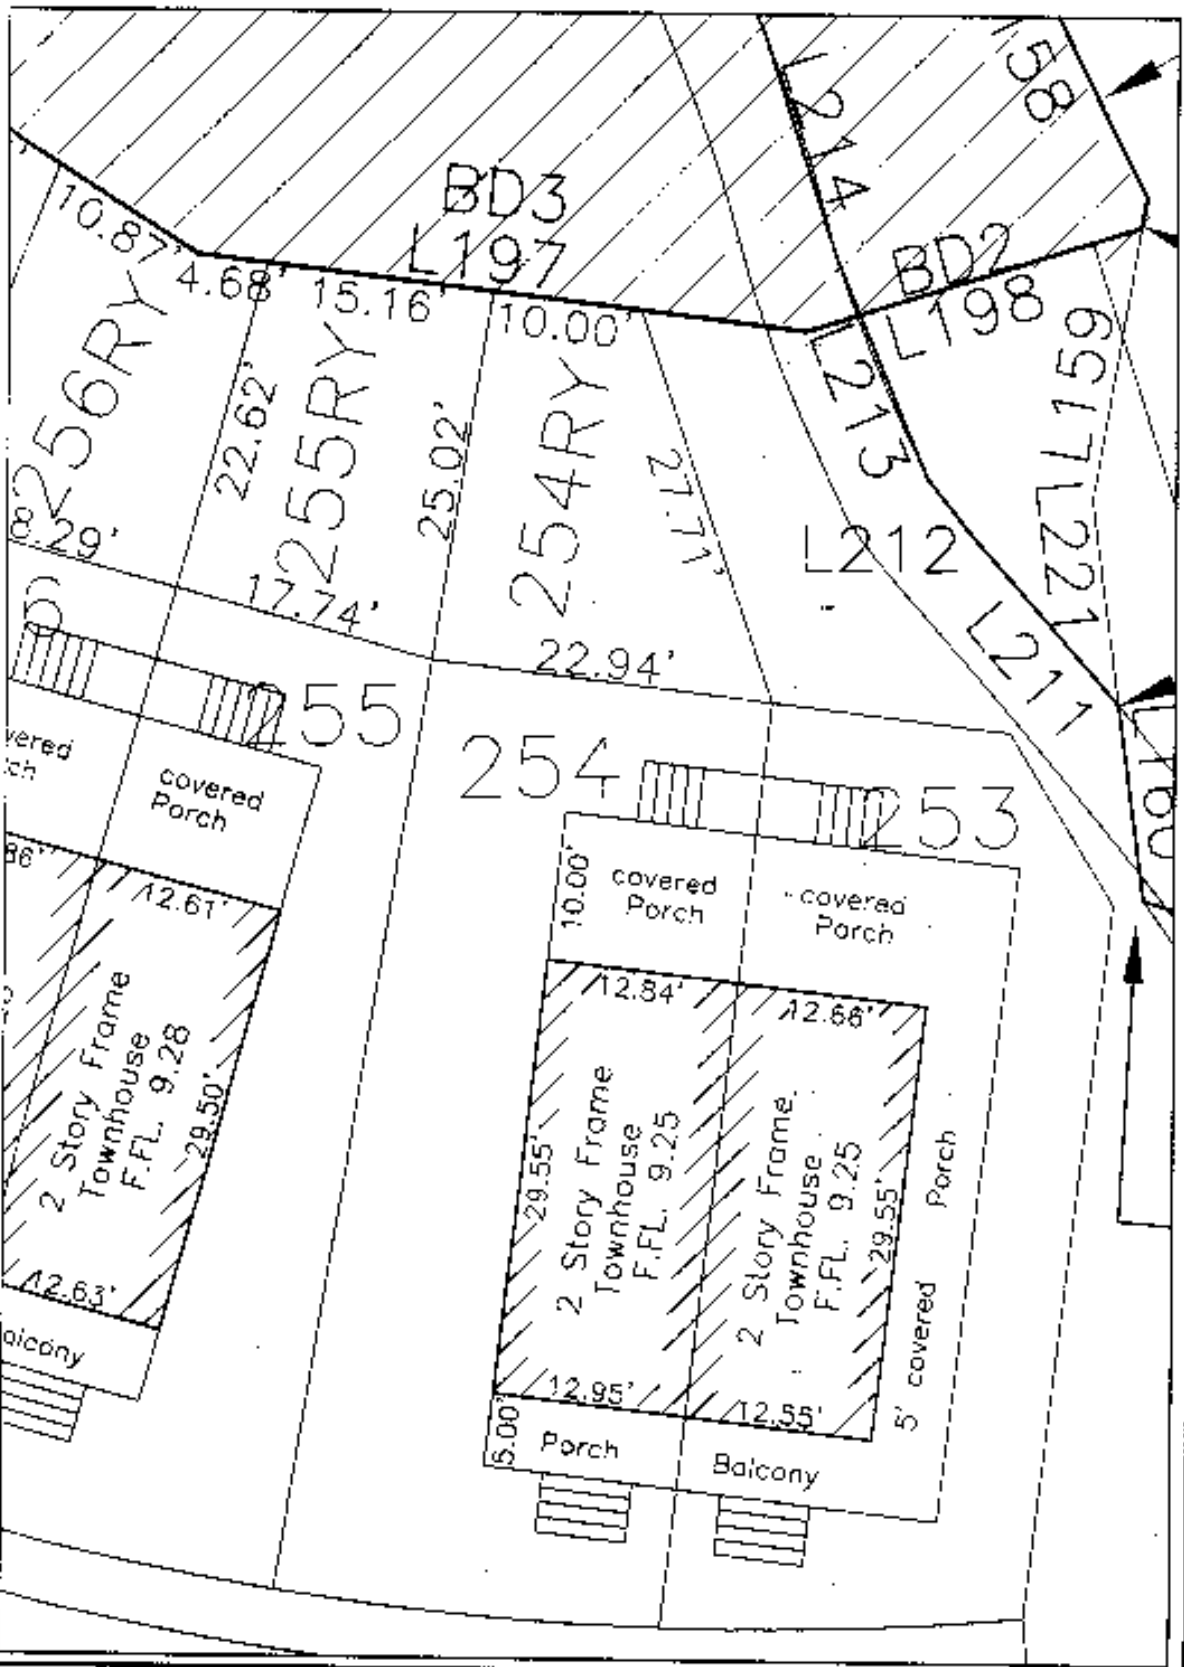 L214
158
BD3
L197
BD2
L198
10.87'
4.68'
15.16'
10.00'
256RY
22.62'
255RY
25.02'
254RY
L213
L159
L221
L212
L211
8.29'
17.74'
22.94'
6
255
254
253
covered
Porch
covered
Porch
covered
Porch
10.00'
12.61'
12.84'
12.66'
2 Story Frame
Townhouse
F.FL. 9.28
29.50'
29.55'
2 Story Frame
Townhouse
F.FL. 9.25
2 Story Frame
Townhouse
F.FL. 9.25
29.55'
5' covered Porch
12.63'
12.95'
12.55'
5.00'
Porch
Balcony